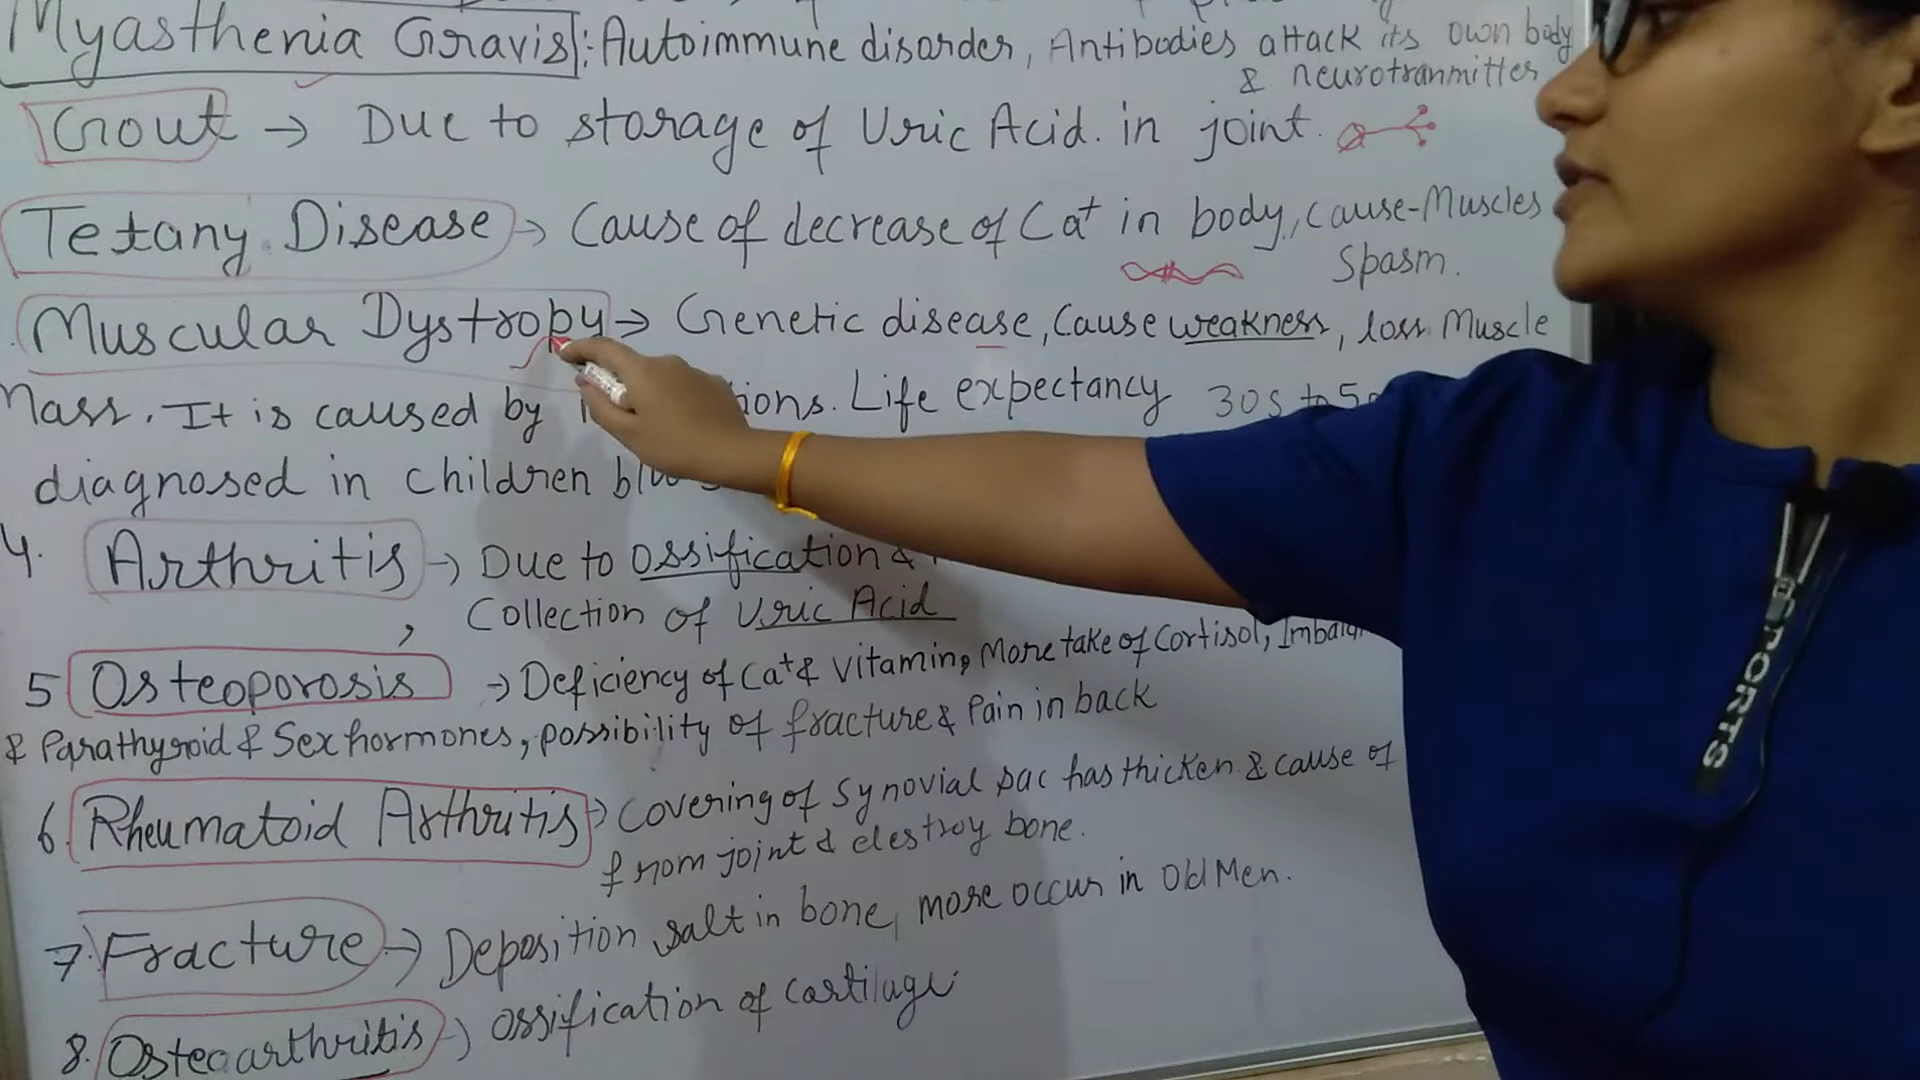 Myasthenia Gravis : Autoimmune disorder, Antibodies attack its own body
& neurotranmitter
Gout → Due to storage of Uric Acid. in joint.
Tetany Disease → Cause of decrease of Ca+ in body, cause-Muscles
Spasm.
Muscular Dystropy → Genetic disease, Cause weakness, loss Muscle
Mass. It is caused by Life expectancy 30s to
diagnosed in children
4. Arthritis → Due to Ossification &
Collection of Uric Acid
5 Osteoporosis → Deficiency of Ca+ & Vitamin, More take of Cortisol,
& Parathyroid & Sex hormones, possibility of fracture & Pain in back
6. Rheumatoid Arthritis → Covering of Synovial sac has thicken & cause of
from joint & destroy bone.
7. Fracture → Deposition salt in bone, more occur in Old Men.
8. Osteoarthritis → Ossification of Cartilage
SPORTS